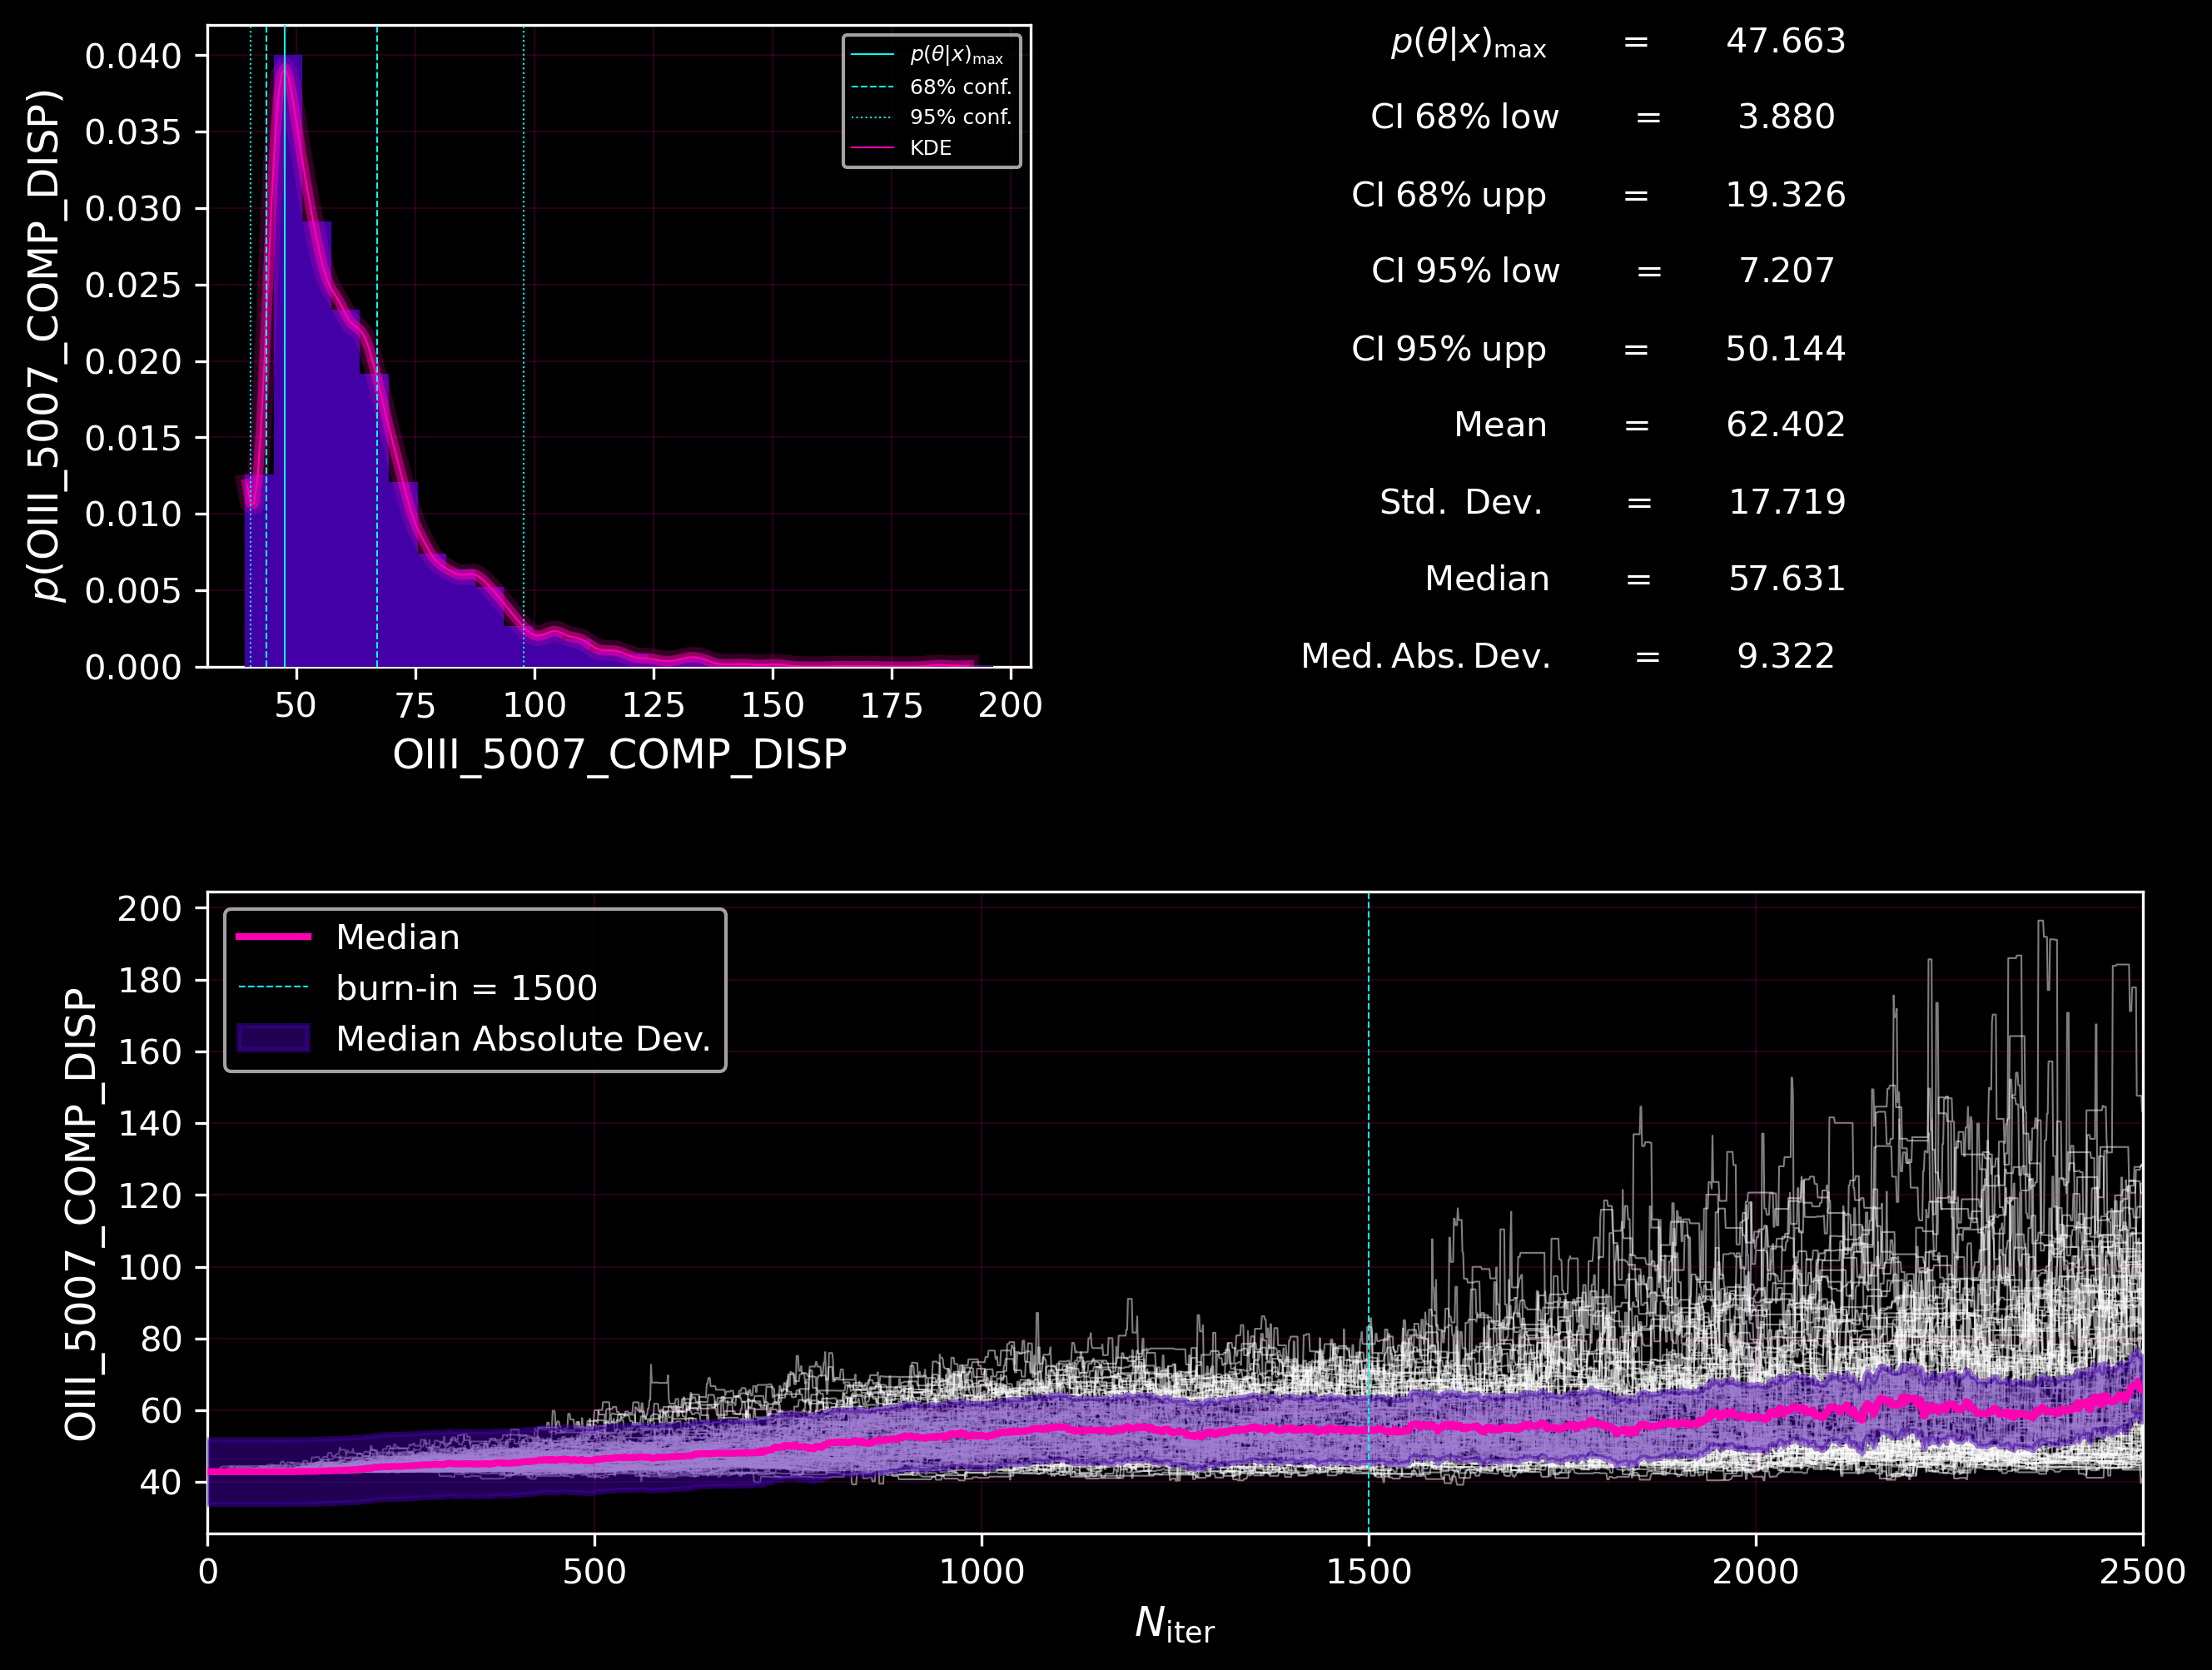 p(OIII_5007_COMP_DISP)
0.040
0.035
0.030
0.025
0.020
0.015
0.010
0.005
0.000
50 75 100 125 150 175 200
OIII_5007_COMP_DISP
p(θ|x)max
68% conf.
95% conf.
KDE
p(θ|x)max = 47.663
CI 68% low = 3.880
CI 68% upp = 19.326
CI 95% low = 7.207
CI 95% upp = 50.144
Mean = 62.402
Std. Dev. = 17.719
Median = 57.631
Med. Abs. Dev. = 9.322
OIII_5007_COMP_DISP
200
180
160
140
120
100
80
60
40
Median
burn-in = 1500
Median Absolute Dev.
0 500 1000 1500 2000 2500
Niter